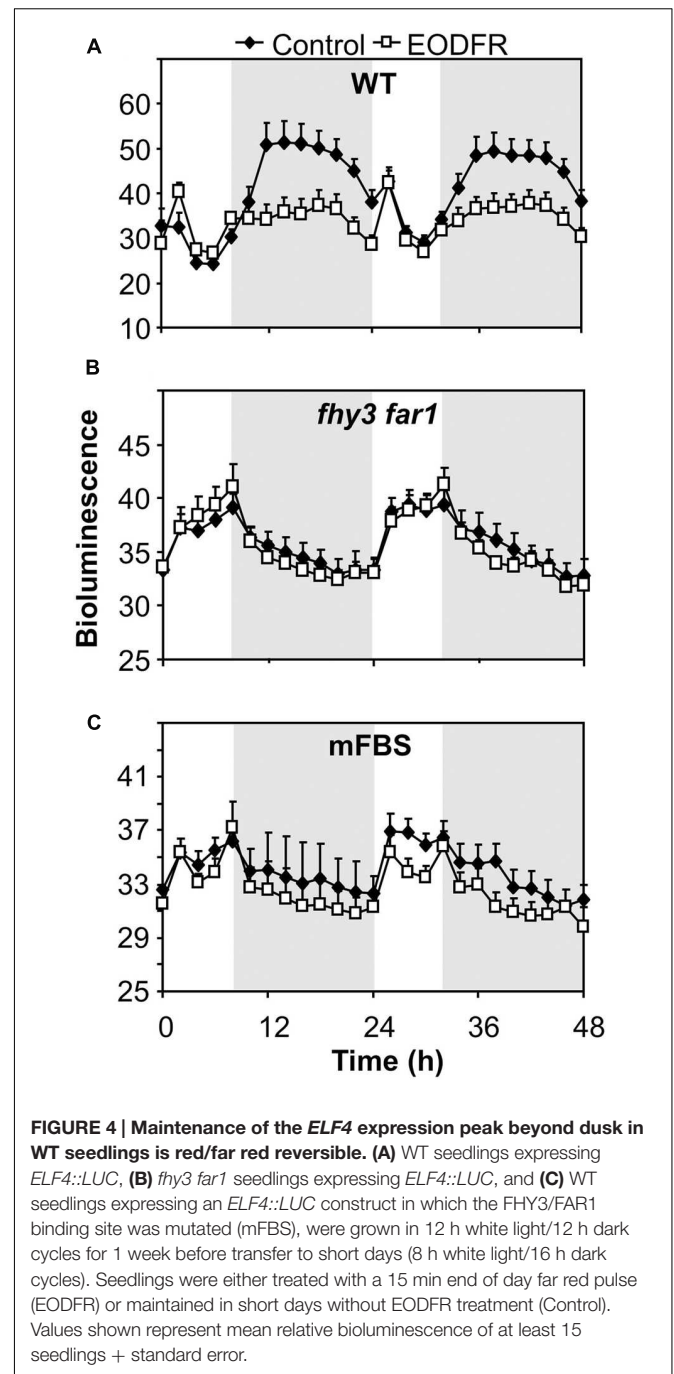 A
Control EODFR
WT
60
50
40
30
20
10
B
fhy3 far1
45
40
35
30
25
Bioluminescence
C
mFBS
41
37
33
29
25
0 12 24 36 48
Time (h)
FIGURE 4 | Maintenance of the ELF4 expression peak beyond dusk in
WT seedlings is red/far red reversible. (A) WT seedlings expressing
ELF4::LUC, (B) fhy3 far1 seedlings expressing ELF4::LUC, and (C) WT
seedlings expressing an ELF4::LUC construct in which the FHY3/FAR1
binding site was mutated (mFBS), were grown in 12 h white light/12 h dark
cycles for 1 week before transfer to short days (8 h white light/16 h dark
cycles). Seedlings were either treated with a 15 min end of day far red pulse
(EODFR) or maintained in short days without EODFR treatment (Control).
Values shown represent mean relative bioluminescence of at least 15
seedlings + standard error.